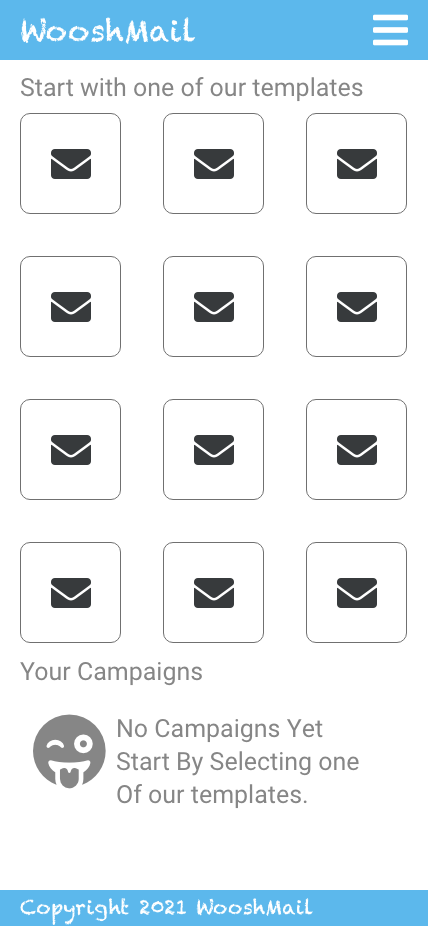 WooshMail
Start with one of our templates
Your Campaigns
No Campaigns Yet
Start By Selecting one
Of our templates.
Copyright 2021 WooshMail